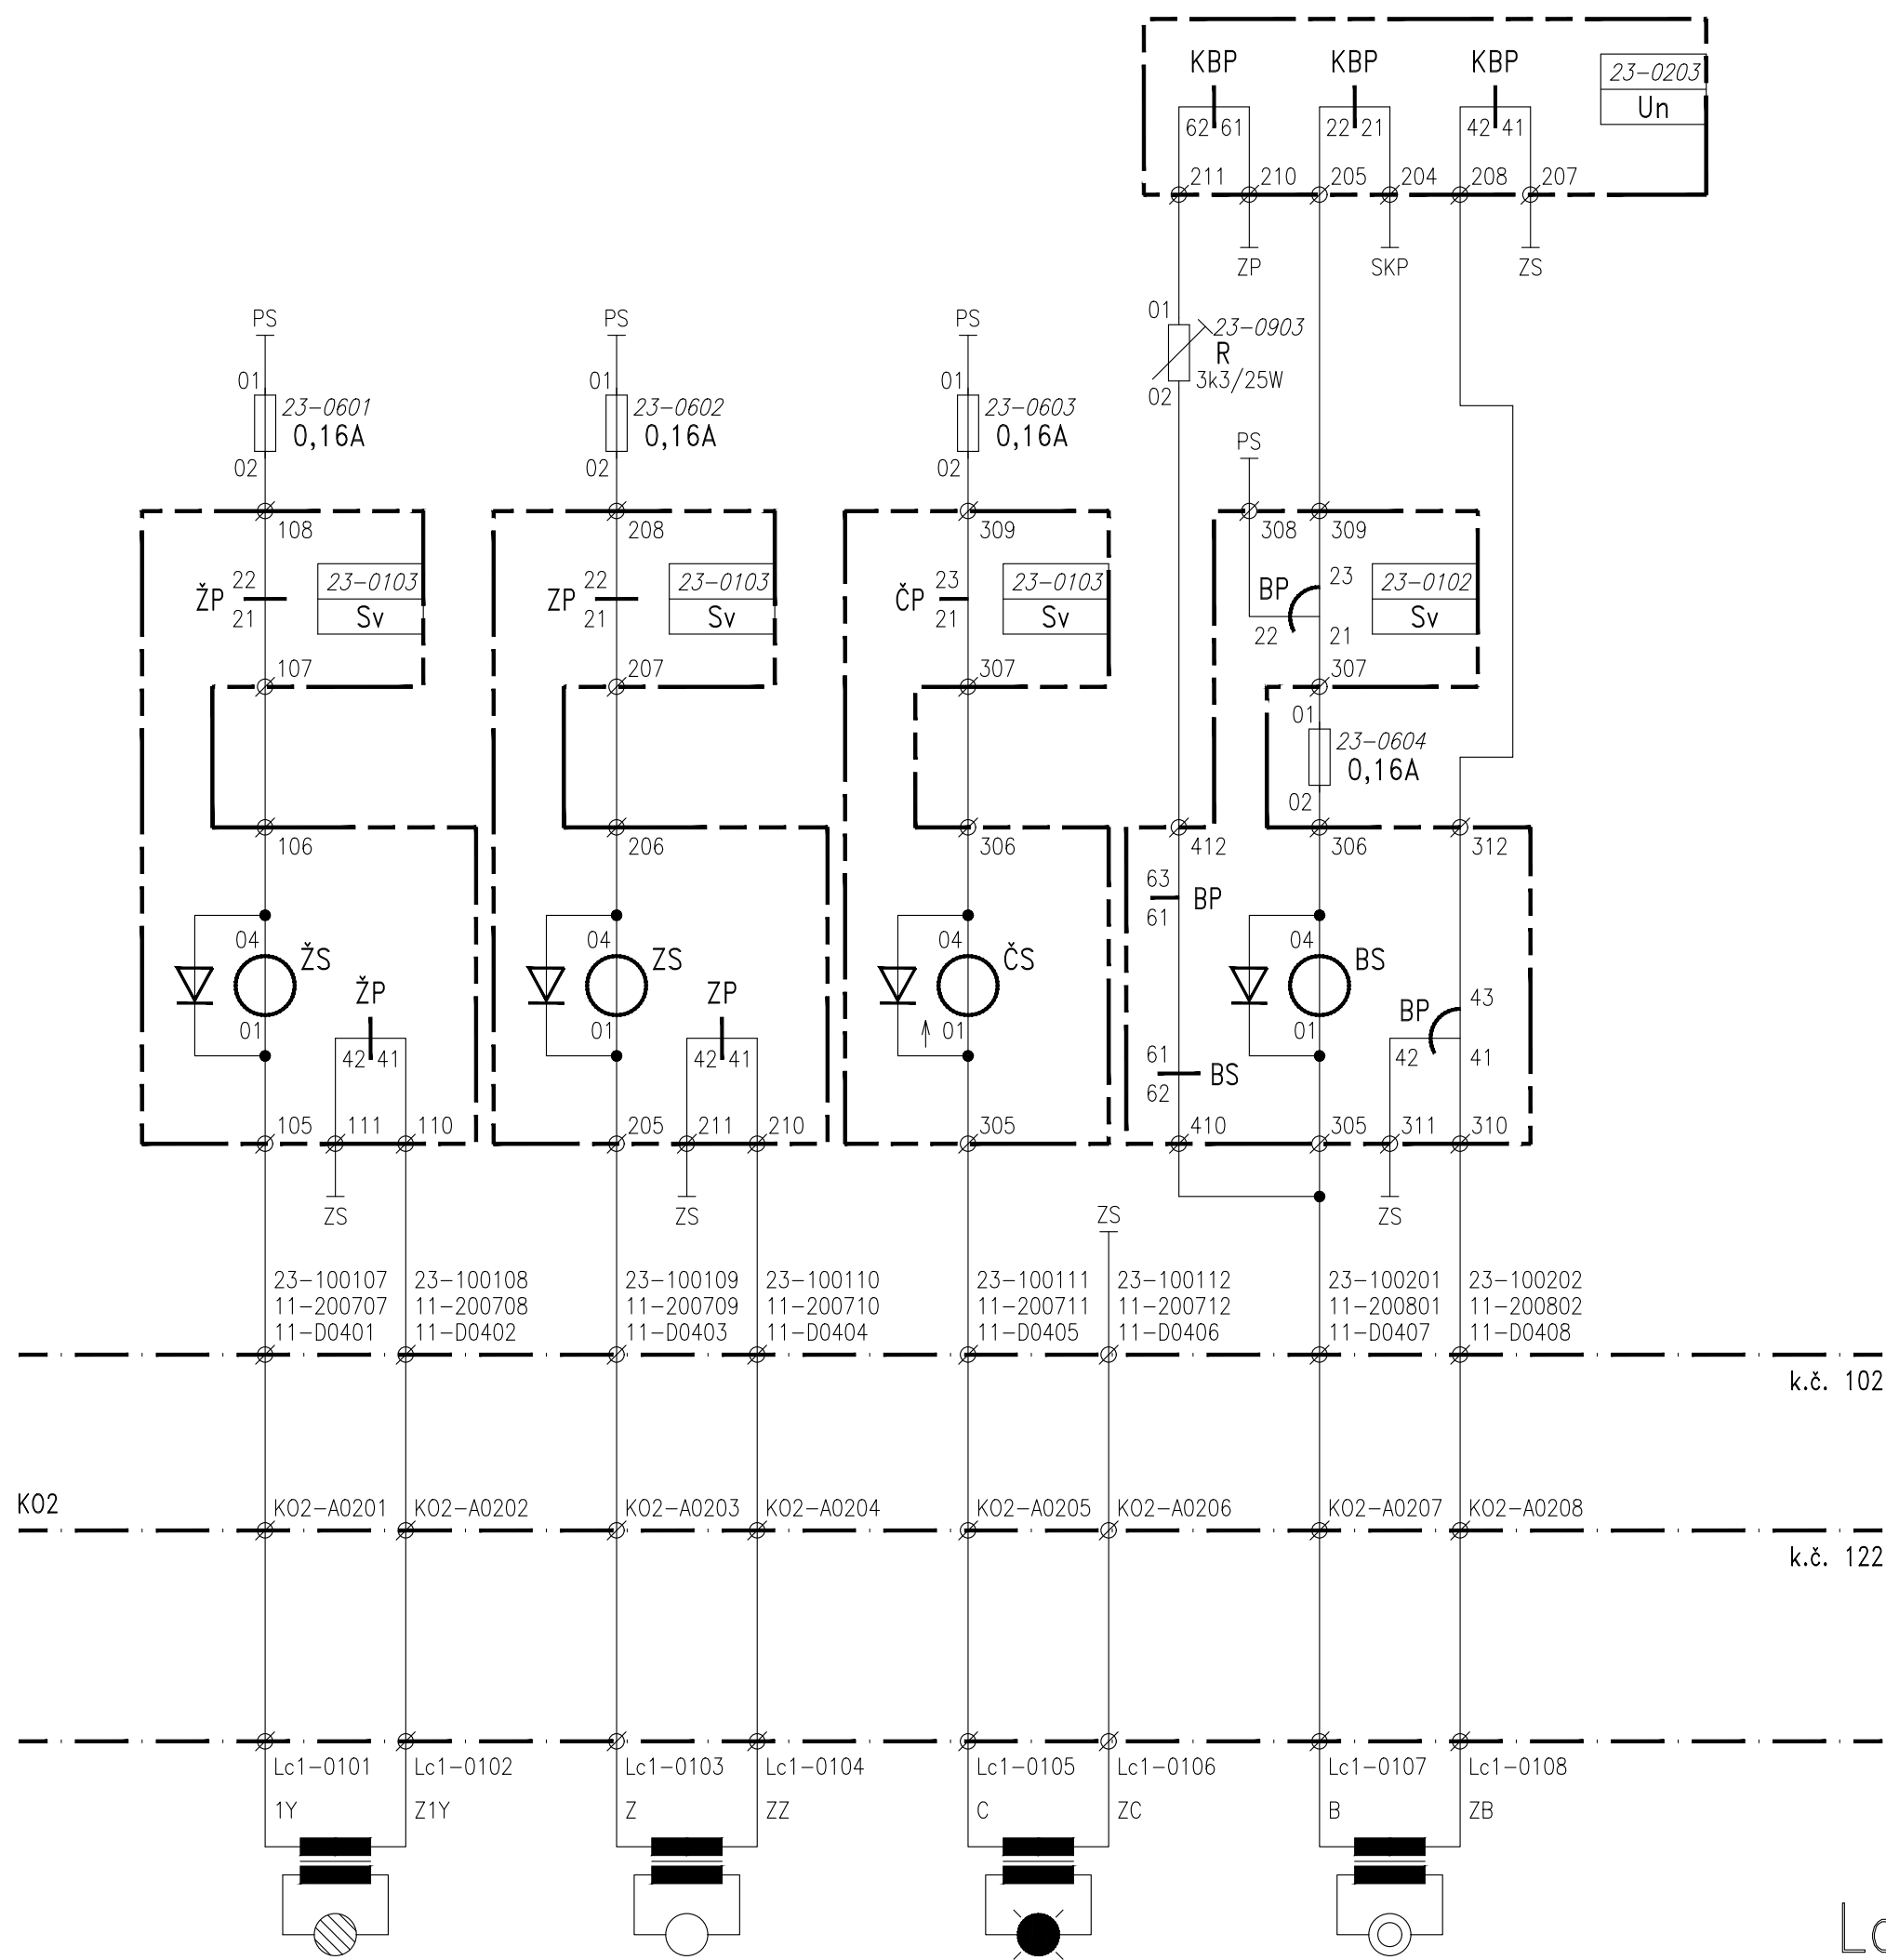 KBP KBP KBP 23-0203
Un
62 61 22 21 42 41
211 210 205 204 208 207
ZP SKP ZS
PS PS PS
01 23-0903
R
3k3/25W
02
01 01 01
23-0601 23-0602 23-0603
0,16A 0,16A 0,16A
02 02 02
PS
108 208 309 308 309
ŽP 22 21 23-0103 Sv
ZP 22 21 23-0103 Sv
ČP 23 21 23-0103 Sv
BP 23 22 21 23-0102 Sv
107 207 307 307
01 23-0604
0,16A
02
106 206 306 412 306 312
63 BP
61
04 ŽS 04 ZS 04 ČS 04 BS
ŽP ZP BP 43
01 01 01 01
42 41 42 41 42 41
61 BS
62
105 111 110 205 211 210 305 410 305 311 310
ZS ZS ZS ZS
23-100107 23-100108 23-100109 23-100110 23-100111 23-100112 23-100201 23-100202
11-200707 11-200708 11-200709 11-200710 11-200711 11-200712 11-200801 11-200802
11-D0401 11-D0402 11-D0403 11-D0404 11-D0405 11-D0406 11-D0407 11-D0408
k.č. 102
K02 K02-A0201 K02-A0202 K02-A0203 K02-A0204 K02-A0205 K02-A0206 K02-A0207 K02-A0208
k.č. 122
Lc1-0101 Lc1-0102 Lc1-0103 Lc1-0104 Lc1-0105 Lc1-0106 Lc1-0107 Lc1-0108
1Y Z1Y Z ZZ C ZC B ZB